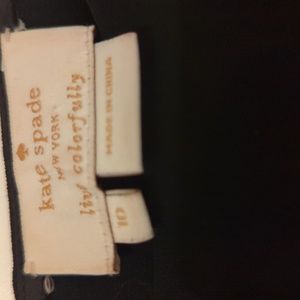 kate spade
NEW YORK
live colorfully
MADE IN CHINA
10